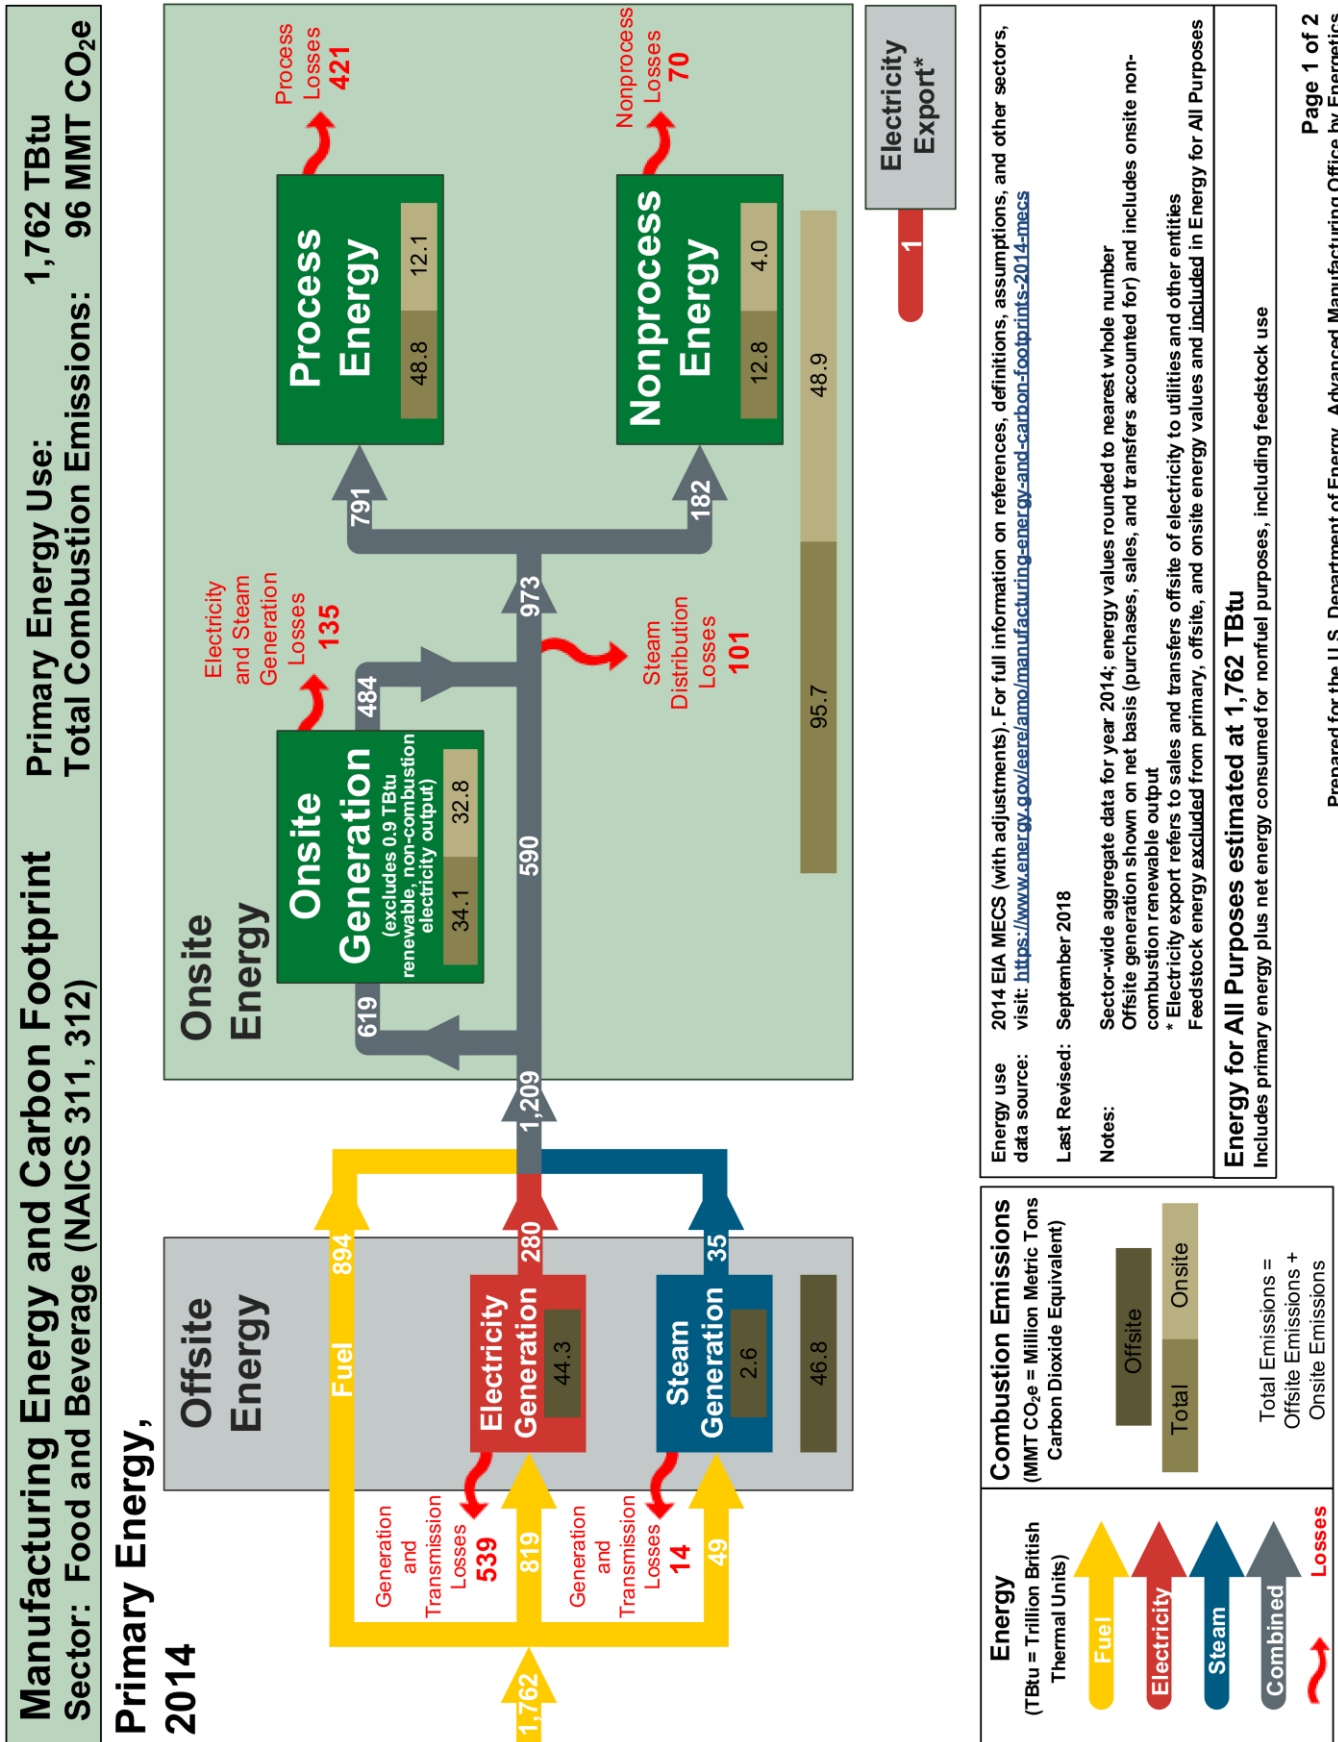 Manufacturing Energy and Carbon Footprint
Sector: Food and Beverage (NAICS 311, 312)
Primary Energy Use: 1,762 TBtu
Total Combustion Emissions: 96 MMT CO₂e
Primary Energy,
2014
1,762
Offsite
Energy
Fuel
894
Generation
and
Transmission
Losses
539
819
Electricity
Generation
44.3
280
Generation
and
Transmission
Losses
14
49
Steam
Generation
2.6
35
46.8
1,209
Onsite
Energy
619
Onsite
Generation
(excludes 0.9 TBtu
renewable, non-combustion
electricity output)
34.1 32.8
Electricity
and Steam
Generation
Losses
135
484
590
973
Steam
Distribution
Losses
101
791
Process
Energy
48.8 12.1
Process
Losses
421
182
Nonprocess
Energy
12.8 4.0
Nonprocess
Losses
70
95.7 48.9
1
Electricity
Export*
Energy
(TBtu = Trillion British
Thermal Units)
Fuel
Electricity
Steam
Combined
Losses
Combustion Emissions
(MMT CO₂e = Million Metric Tons
Carbon Dioxide Equivalent)
Offsite
Total Onsite
Total Emissions =
Offsite Emissions +
Onsite Emissions
Energy use
data source:
2014 EIA MECS (with adjustments). For full information on references, definitions, assumptions, and other sectors,
visit: https://www.energy.gov/eere/amo/manufacturing-energy-and-carbon-footprints-2014-mecs
Last Revised: September 2018
Notes:
Sector-wide aggregate data for year 2014; energy values rounded to nearest whole number
Offsite generation shown on net basis (purchases, sales, and transfers accounted for) and includes onsite non-
combustion renewable output
* Electricity export refers to sales and transfers offsite of electricity to utilities and other entities
Feedstock energy excluded from primary, offsite, and onsite energy values and included in Energy for All Purposes
Energy for All Purposes estimated at 1,762 TBtu
Includes primary energy plus net energy consumed for nonfuel purposes, including feedstock use
Page 1 of 2
Prepared for the U.S. Department of Energy, Advanced Manufacturing Office by Energetics